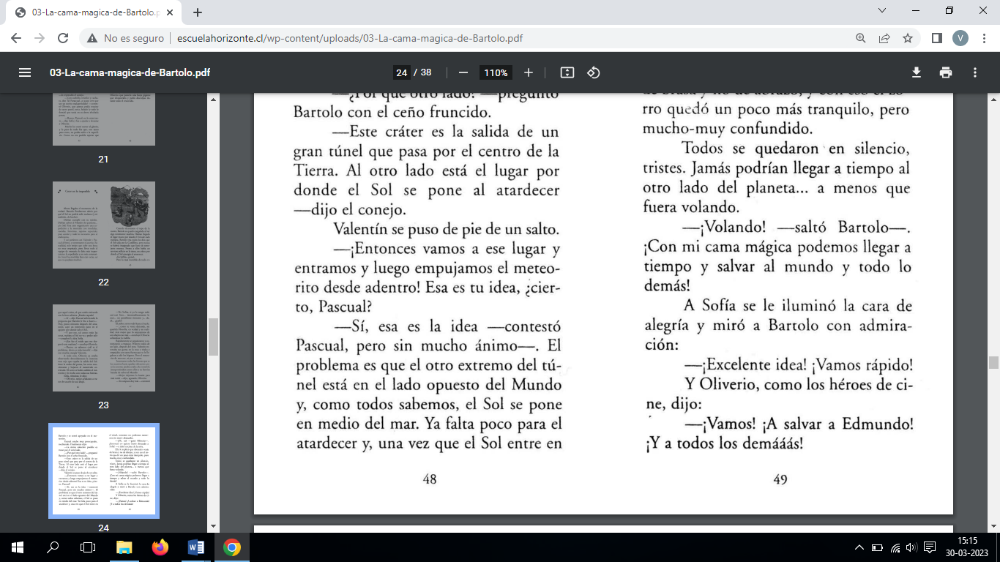 03-La-cama-magica-de-Bartolo.p
No es seguro
escuelahorizonte.cl/wp-content/uploads/03-La-cama-magica-de-Bartolo.pdf
V
03-La-cama-magica-de-Bartolo.pdf
24 / 38
110%
21
22
23
24
—¿Por qué otro lado? —preguntó
Bartolo con el ceño fruncido.
—Este cráter es la salida de un
gran túnel que pasa por el centro de la
Tierra. Al otro lado está el lugar por
donde el Sol se pone al atardecer
—dijo el conejo.
Valentín se puso de pie de un salto.
—¡Entonces vamos a ese lugar y
entramos y luego empujamos el meteo-
rito desde adentro! Esa es tu idea, ¿cier-
to, Pascual?
—Sí, esa es la idea —contestó
Pascual, pero sin mucho ánimo—. El
problema es que el otro extremo del tú-
nel está en el lado opuesto del Mundo
y, como todos sabemos, el Sol se pone
en medio del mar. Ya falta poco para el
atardecer y, una vez que el Sol entre en
48
rro quedó un poco más tranquilo, pero
mucho-muy confundido.
Todos se quedaron en silencio,
tristes. Jamás podrían llegar a tiempo al
otro lado del planeta... a menos que
fuera volando.
—¡Volando! —saltó Bartolo—.
¡Con mi cama mágica podemos llegar a
tiempo y salvar al mundo y todo lo
demás!
A Sofía se le iluminó la cara de
alegría y miró a Bartolo con admira-
ción:
—¡Excelente idea! ¡Vamos rápido!
Y Oliverio, como los héroes de ci-
ne, dijo:
—¡Vamos! ¡A salvar a Edmundo!
¡Y a todos los demááás!
49
15:15
30-03-2023